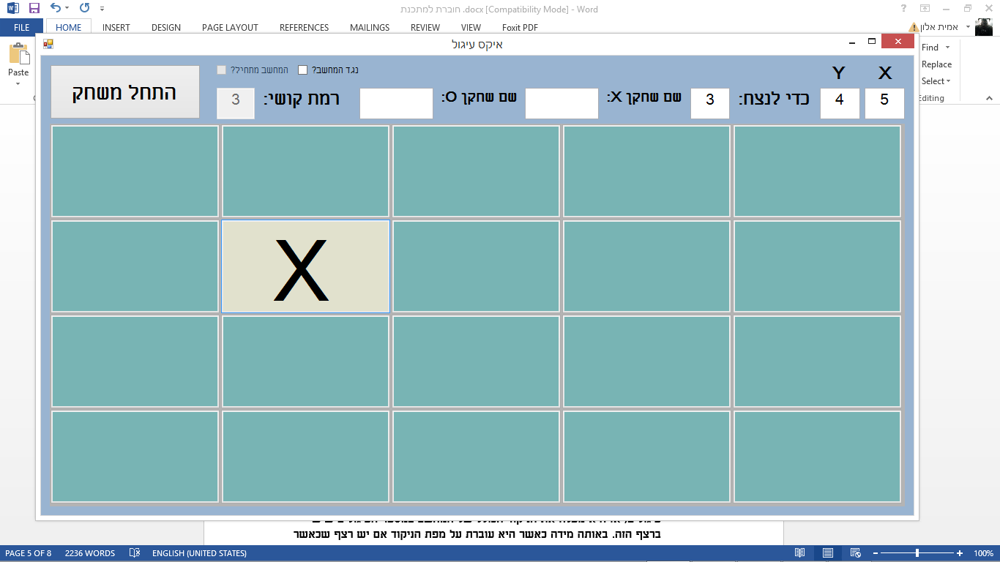 חוברת למתכנת .docx [Compatibility Mode] - Word
FILE HOME INSERT DESIGN PAGE LAYOUT REFERENCES MAILINGS REVIEW VIEW Foxit PDF אמית אלון
Paste
Find
Replace
Select
Editing
איקס עיגול
התחל משחק
המחשב מתחיל?
נגד המחשב?
Y X
רמת קושי: 3
שם שחקן O:
שם שחקן X:
כדי לנצח: 3
4 5
X
ברצף הזה. באותה מידה כאשר היא עוברת על מפת הניקוד אם יש רצף שכאשר
PAGE 5 OF 8 2236 WORDS ENGLISH (UNITED STATES) 100%